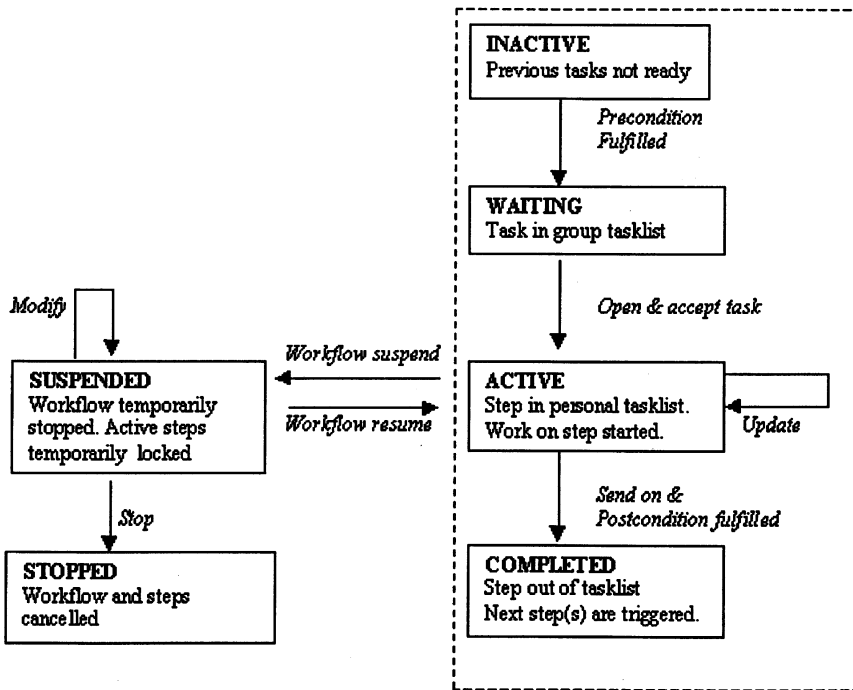 INACTIVE
Previous tasks not ready
Precondition
Fulfilled
WAITING
Task in group tasklist
Open & accept task
Modify
Workflow suspend
SUSPENDED
Workflow temporarily
stopped. Active steps
temporarily locked
Workflow resume
ACTIVE
Step in personal tasklist.
Work on step started.
Update
Stop
Send on &
Postcondition fulfilled
STOPPED
Workflow and steps
cancelled
COMPLETED
Step out of tasklist
Next step(s) are triggered.